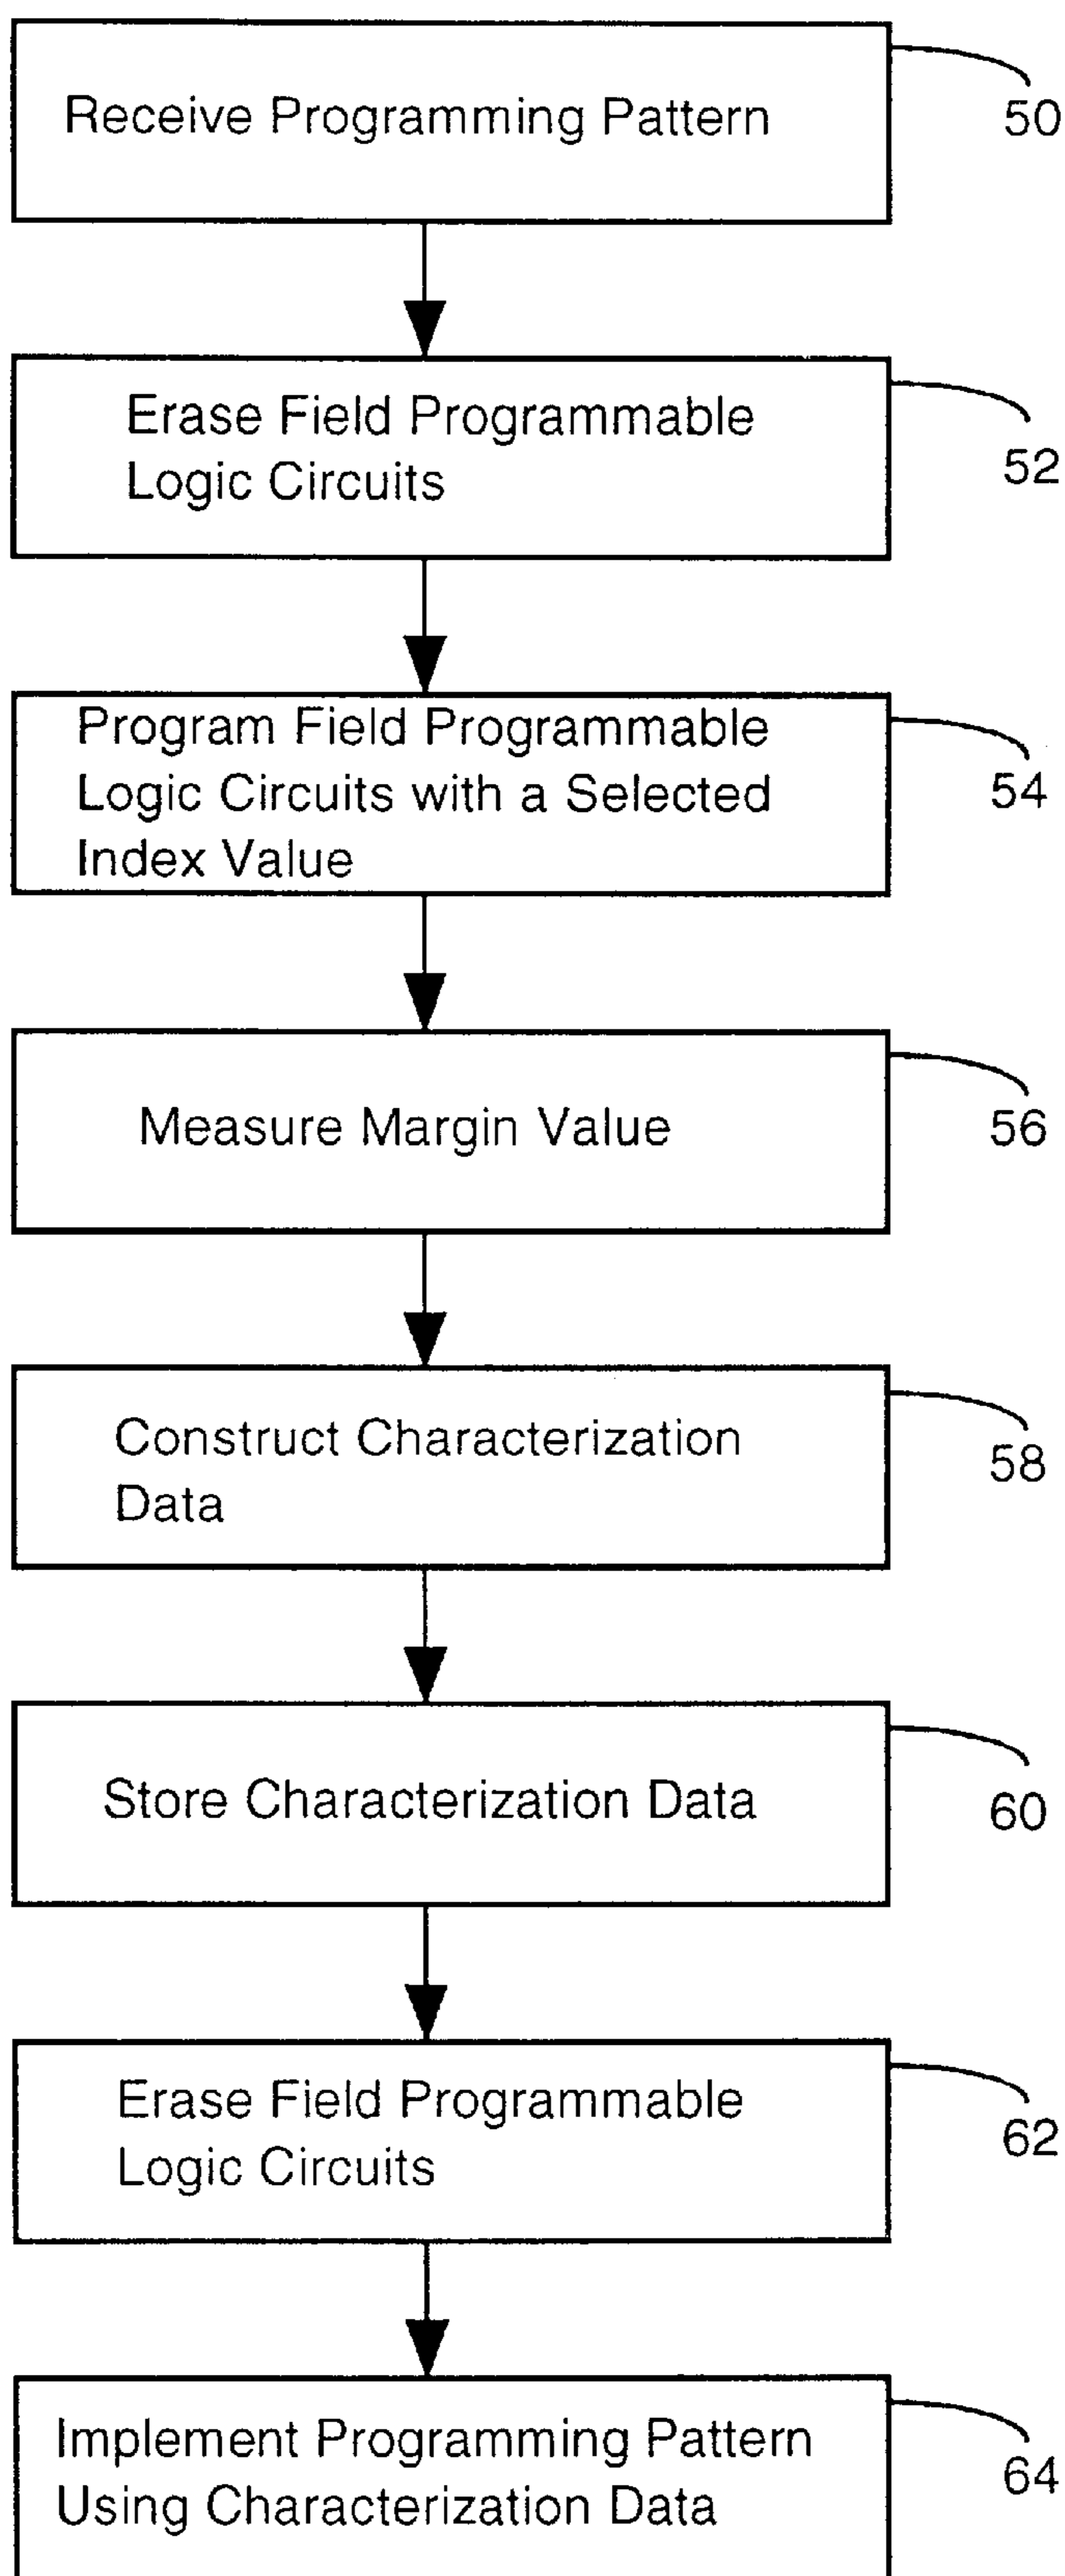 Receive Programming Pattern
50
Erase Field Programmable
Logic Circuits
52
Program Field Programmable
Logic Circuits with a Selected
Index Value
54
Measure Margin Value
56
Construct Characterization
Data
58
Store Characterization Data
60
Erase Field Programmable
Logic Circuits
62
Implement Programming Pattern
Using Characterization Data
64